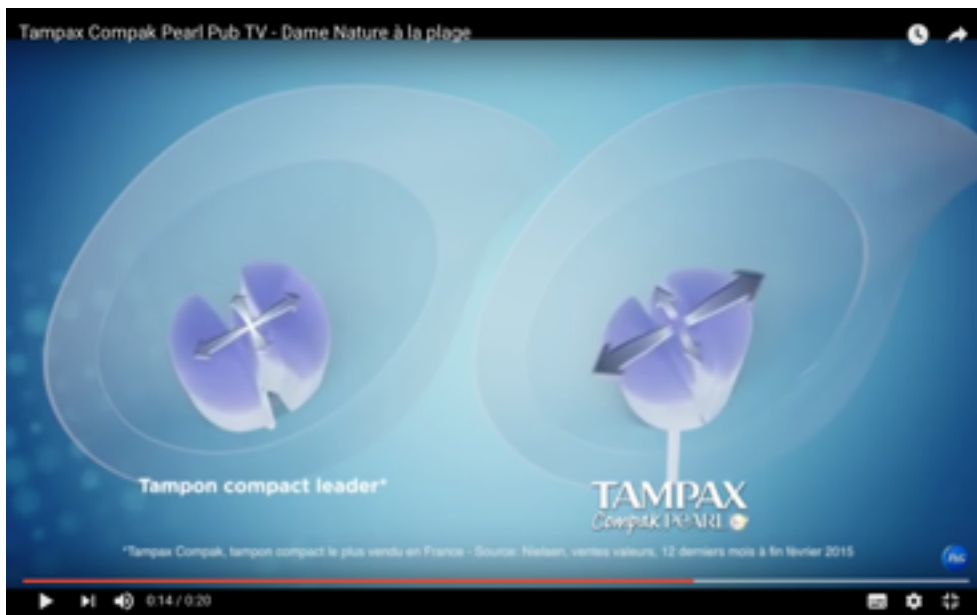 Tampax Compak Pearl Pub TV - Dame Nature à la plage
Tampon compact leader*
TAMPAX
Compak PEARL
*Tampax Compak, tampon compact le plus vendu en France - Source: Nielsen, ventes valeurs, 12 derniers mois à fin février 2015
P&G
0:14 / 0:20